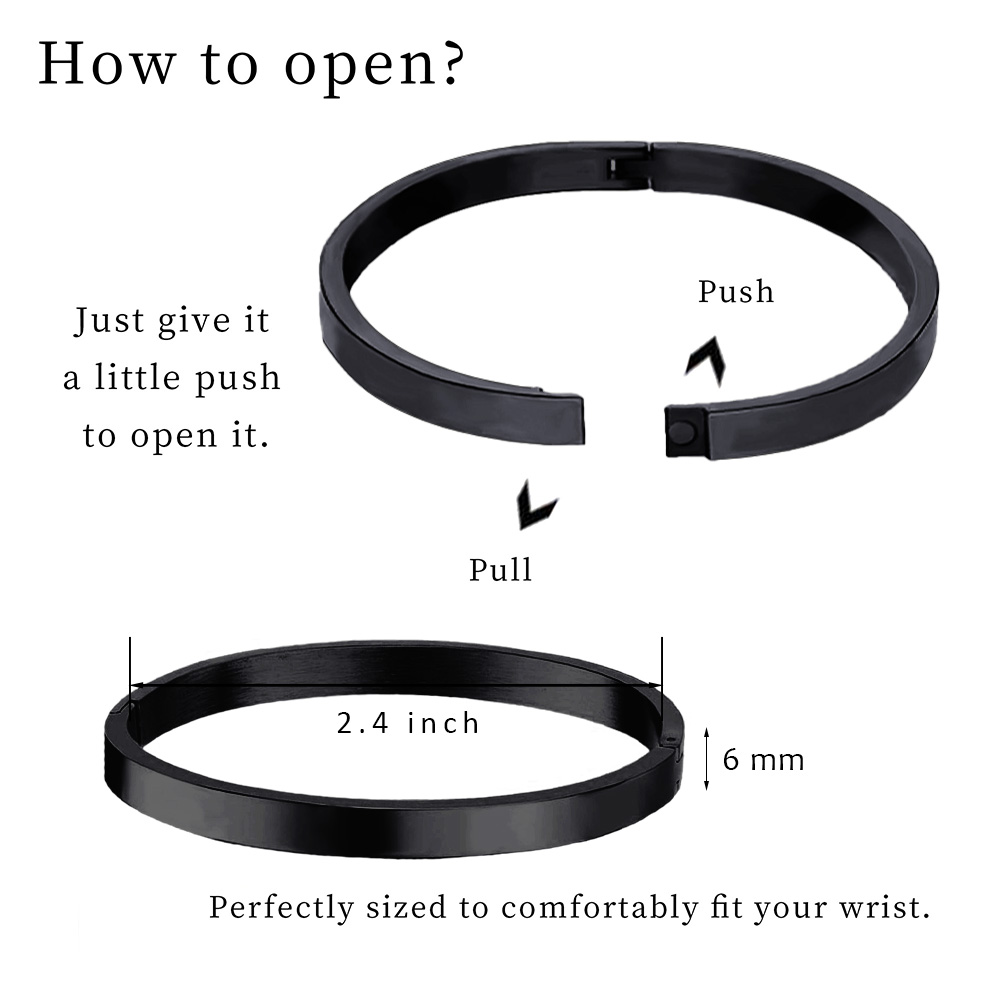 How to open?
Push
Just give it
a little push
to open it.
Pull
2.4 inch
6 mm
Perfectly sized to comfortably fit your wrist.